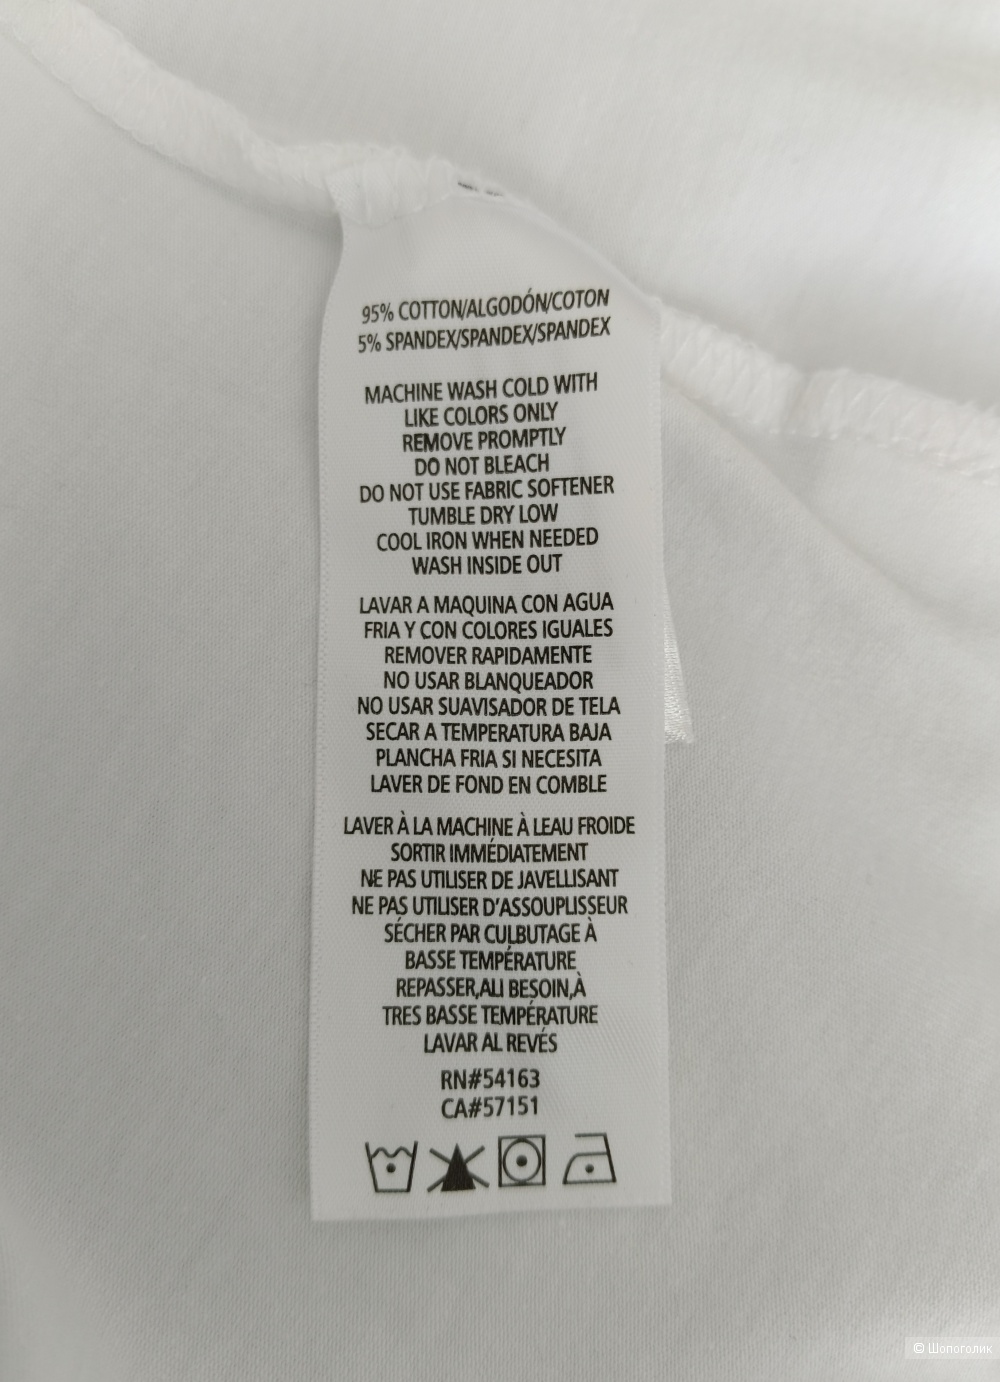 95% COTTON/ALGODÓN/COTON
5% SPANDEX/SPANDEX/SPANDEX
MACHINE WASH COLD WITH
LIKE COLORS ONLY
REMOVE PROMPTLY
DO NOT BLEACH
DO NOT USE FABRIC SOFTENER
TUMBLE DRY LOW
COOL IRON WHEN NEEDED
WASH INSIDE OUT
LAVAR A MAQUINA CON AGUA
FRIA Y CON COLORES IGUALES
REMOVER RAPIDAMENTE
NO USAR BLANQUEADOR
NO USAR SUAVISADOR DE TELA
SECAR A TEMPERATURA BAJA
PLANCHA FRIA SI NECESITA
LAVER DE FOND EN COMBLE
LAVER À LA MACHINE À LEAU FROIDE
SORTIR IMMÉDIATEMENT
NE PAS UTILISER DE JAVELLISANT
NE PAS UTILISER D'ASSOUPLISSEUR
SÉCHER PAR CULBUTAGE À
BASSE TEMPÉRATURE
REPASSER,ALI BESOIN,À
TRES BASSE TEMPÉRATURE
LAVAR AL REVÉS
RN#54163
CA#57151
© Шопоголик